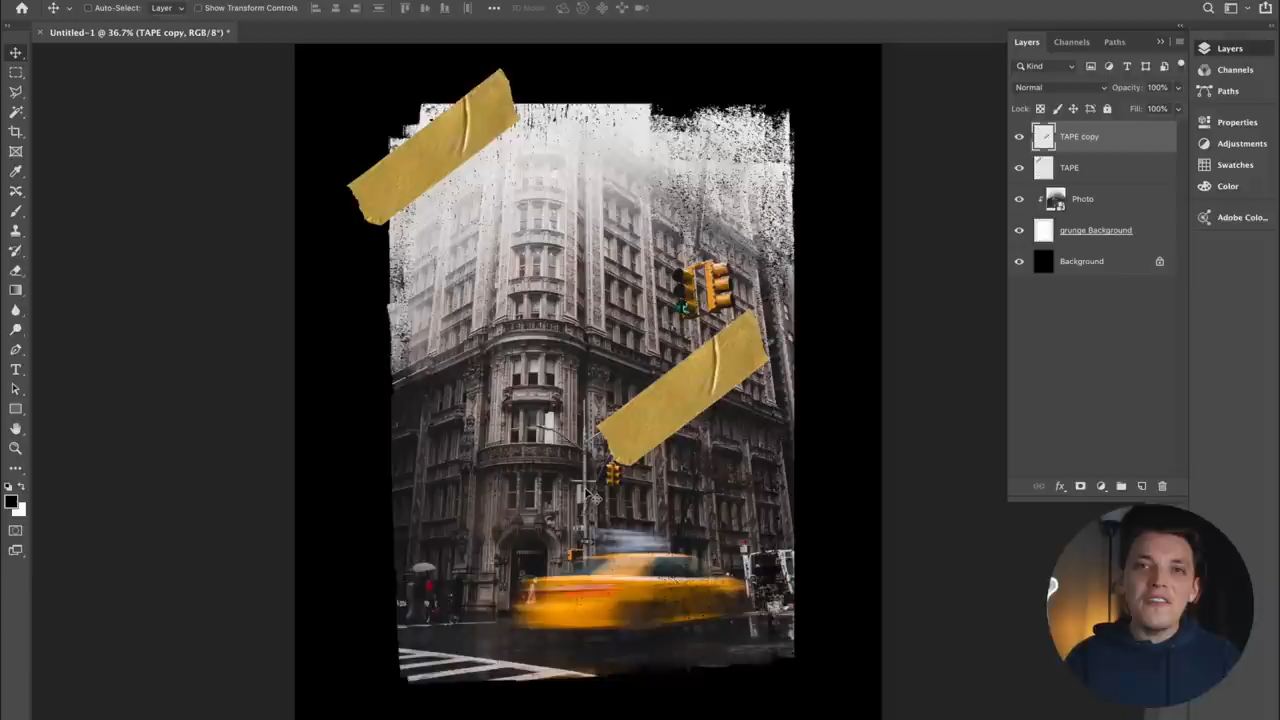 Auto-Select: Layer Show Transform Controls
Untitled-1 @ 36.7% (TAPE copy, RGB/8*) *
Layers Channels Paths
Kind
Normal Opacity: 100%
Lock: Fill: 100%
TAPE copy
TAPE
Photo
grunge Background
Background
Layers
Channels
Paths
Properties
Adjustments
Swatches
Color
Adobe Colo...